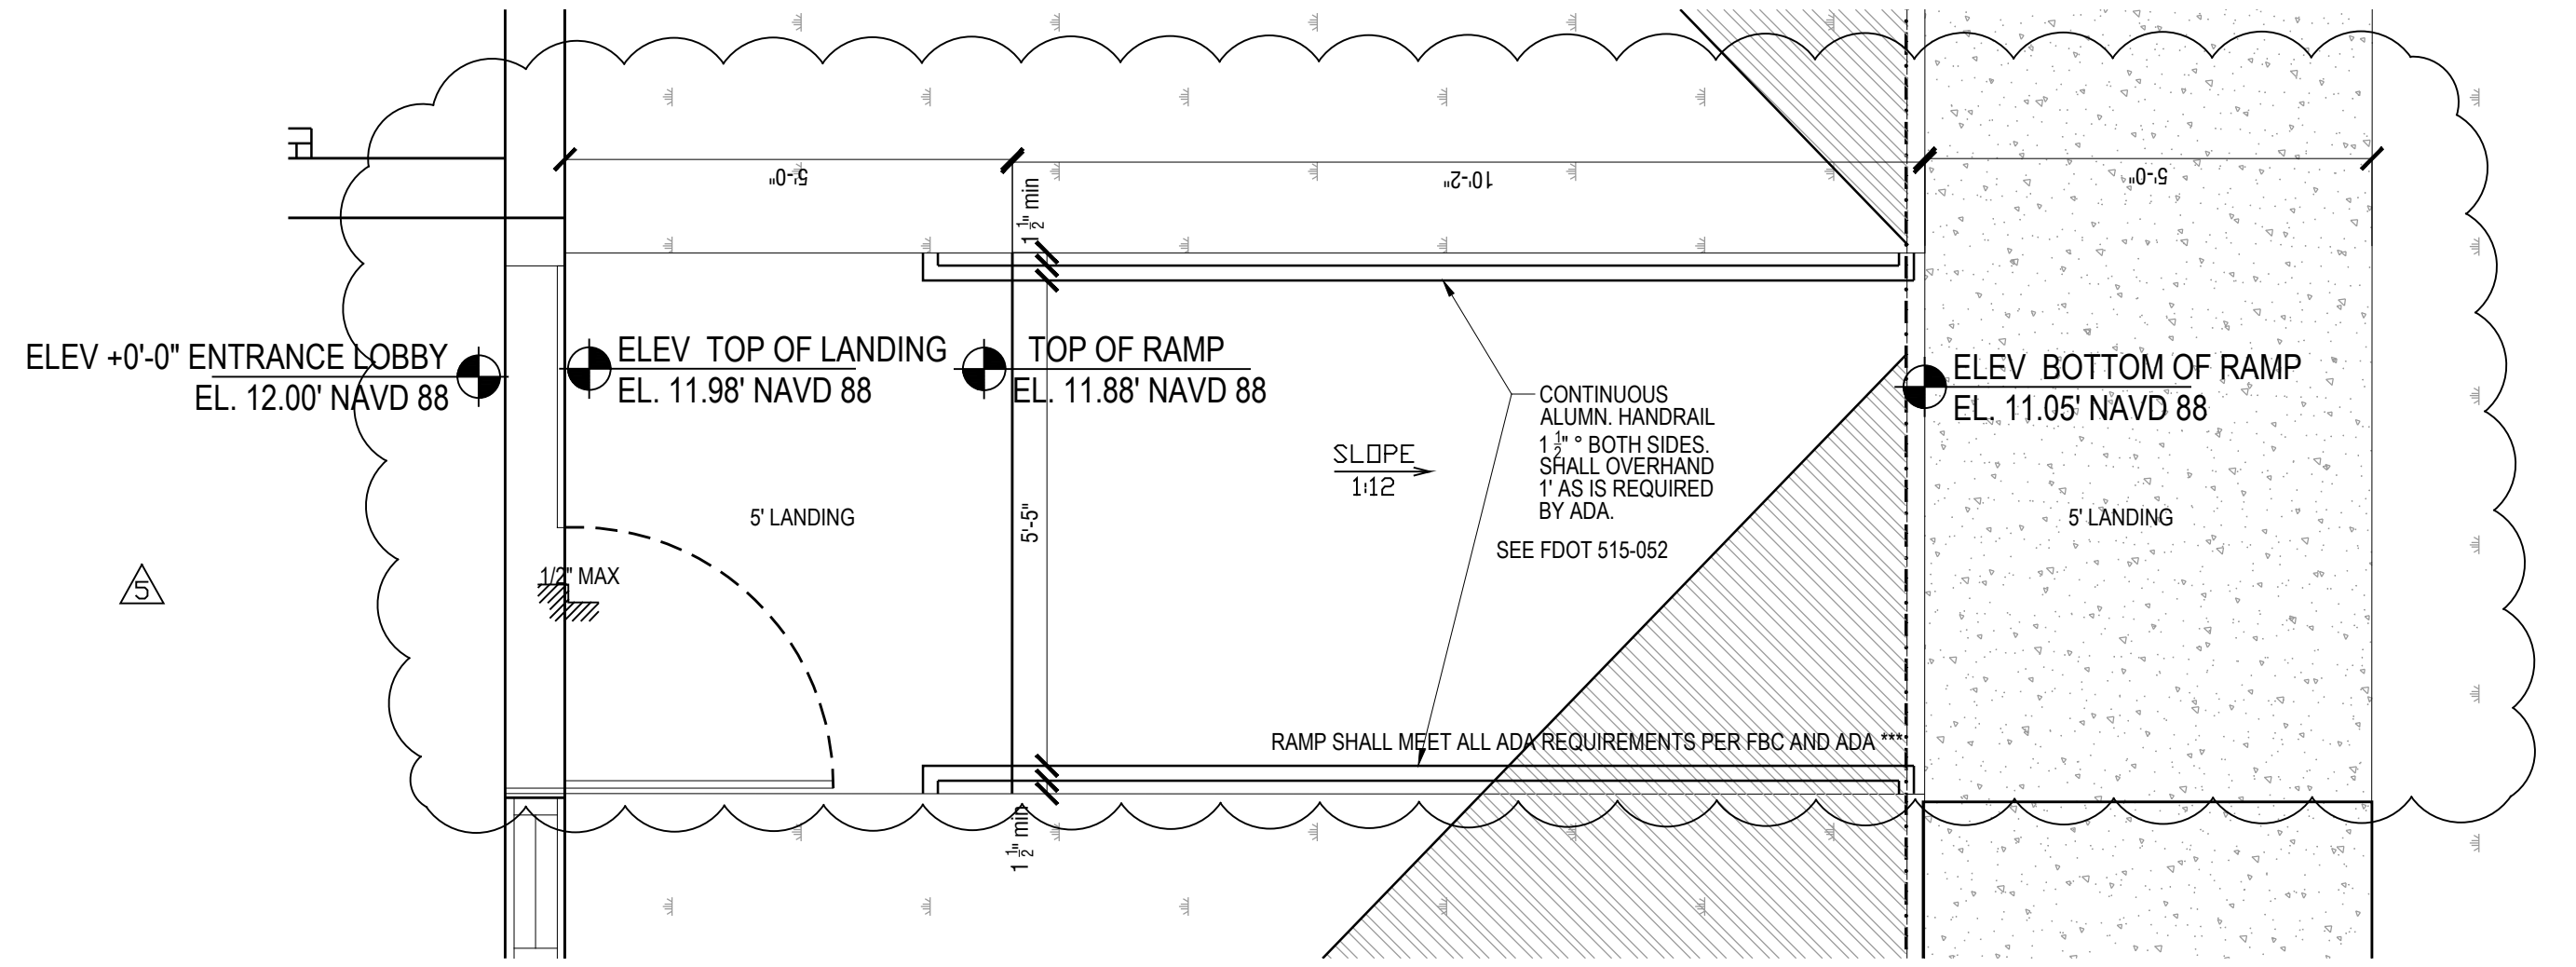 5'-0"
10'-2"
5'-0"
1 1/2" min
ELEV +0'-0" ENTRANCE LOBBY
EL. 12.00' NAVD 88
ELEV TOP OF LANDING
EL. 11.98' NAVD 88
TOP OF RAMP
EL. 11.88' NAVD 88
ELEV BOTTOM OF RAMP
EL. 11.05' NAVD 88
CONTINUOUS
ALUMN. HANDRAIL
1 1/2" ° BOTH SIDES.
SHALL OVERHAND
1' AS IS REQUIRED
BY ADA.
SEE FDOT 515-052
SLOPE
1:12
5' LANDING
5'-5"
5' LANDING
1/2" MAX
5
RAMP SHALL MEET ALL ADA REQUIREMENTS PER FBC AND ADA ***
1 1/2" min